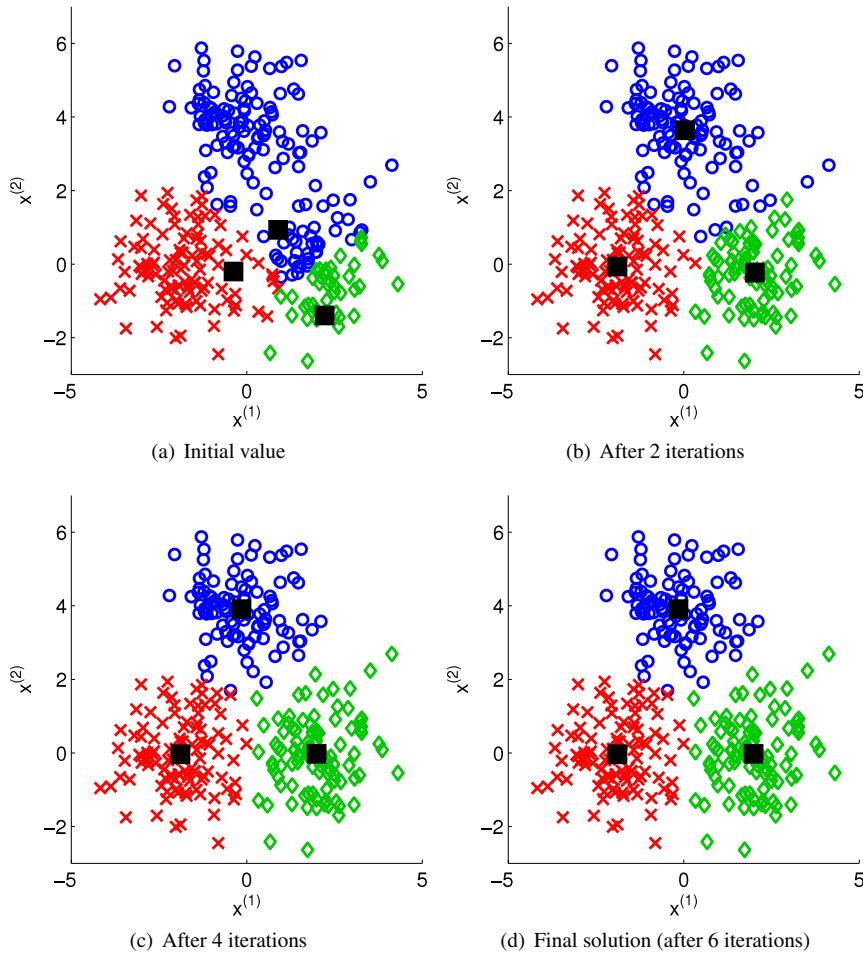 6
4
2
0
−2
x^(2)
−5
0
5
x^(1)
(a) Initial value
6
4
2
0
−2
x^(2)
−5
0
5
x^(1)
(b) After 2 iterations
6
4
2
0
−2
x^(2)
−5
0
5
x^(1)
(c) After 4 iterations
6
4
2
0
−2
x^(2)
−5
0
5
x^(1)
(d) Final solution (after 6 iterations)